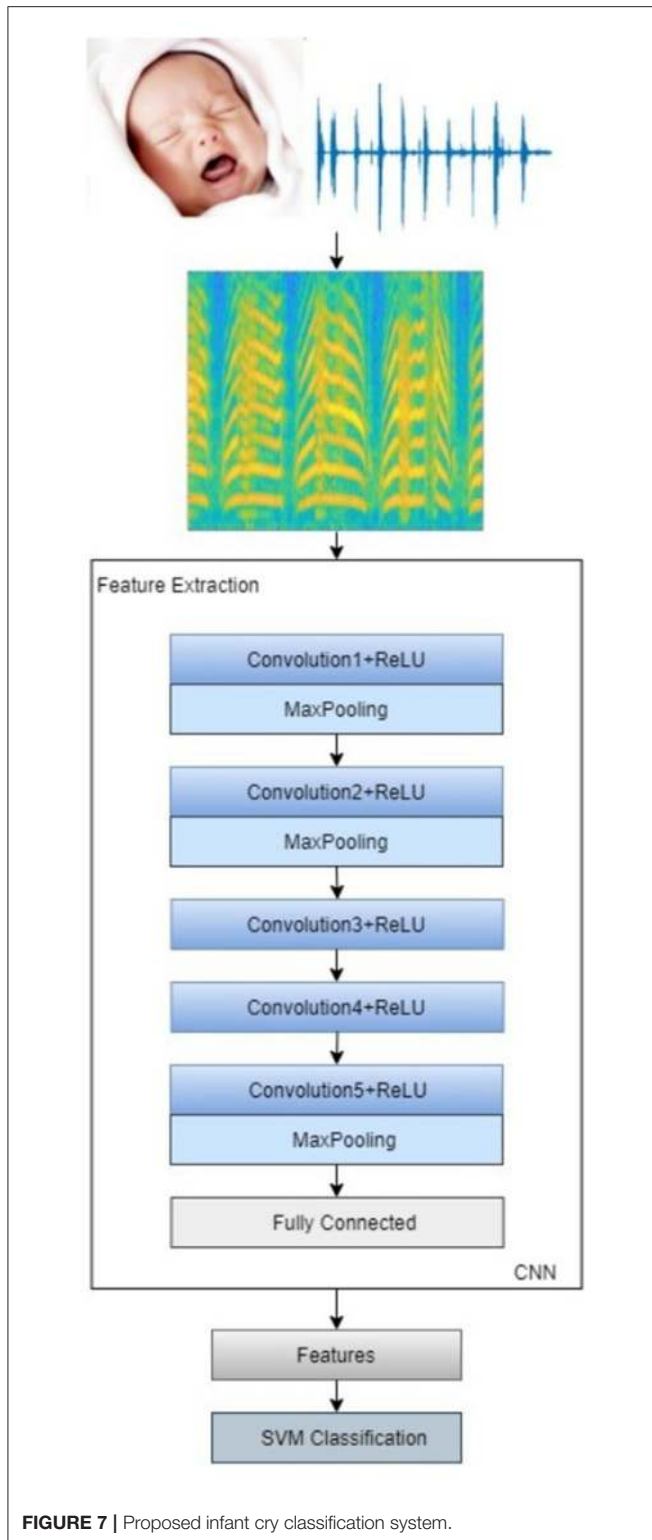 Feature Extraction
Convolution1+ReLU
MaxPooling
Convolution2+ReLU
MaxPooling
Convolution3+ReLU
Convolution4+ReLU
Convolution5+ReLU
MaxPooling
Fully Connected
CNN
Features
SVM Classification
FIGURE 7 | Proposed infant cry classification system.